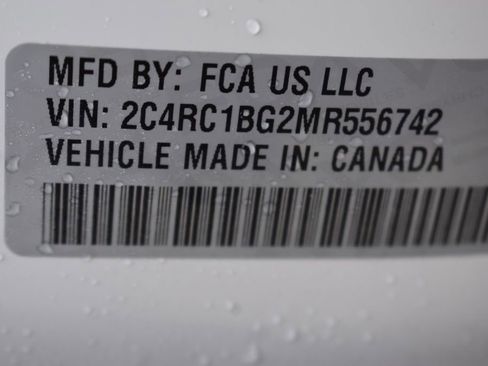 MFD BY: FCA US LLC
VIN: 2C4RC1BG2MR556742
VEHICLE MADE IN: CANADA